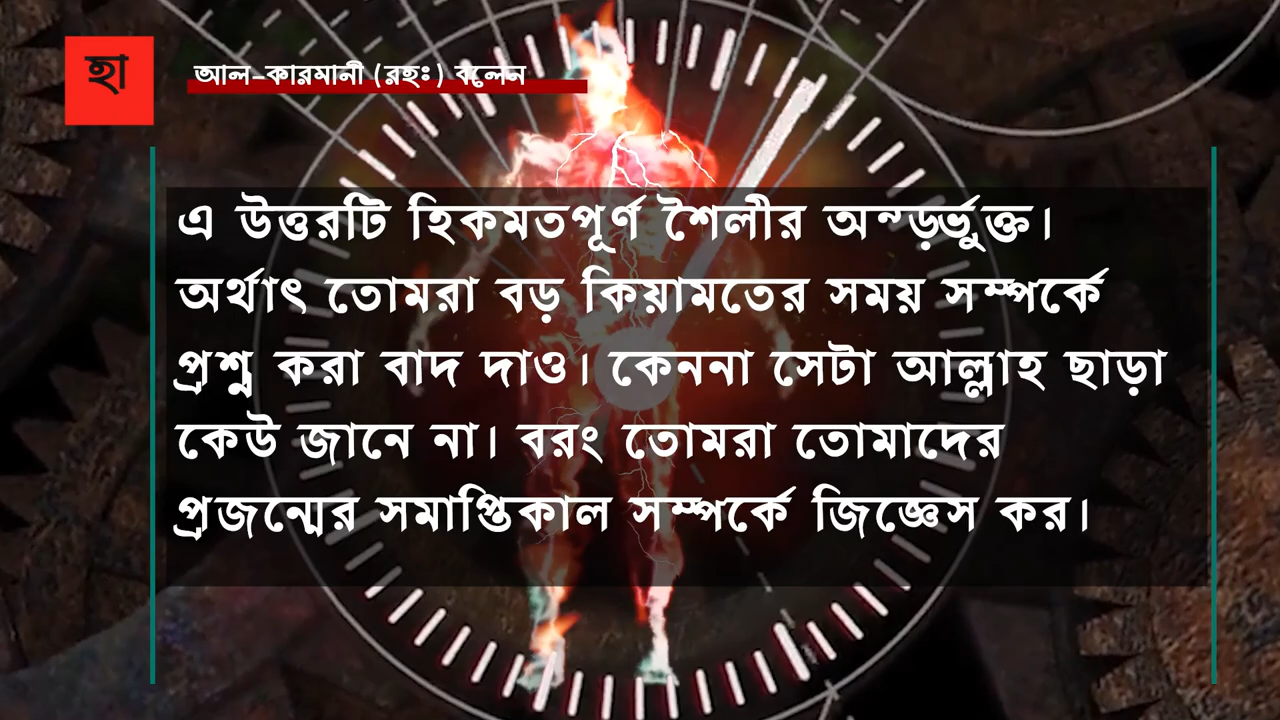 হা
আল-কারমানী (রহঃ) বলেন
এ উত্তরটি হিকমতপূর্ণ শৈলীর অন্ড়র্ভুক্ত।
অর্থাৎ তোমরা বড় কিয়ামতের সময় সম্পর্কে
প্রশ্ন করা বাদ দাও। কেননা সেটা আল্লাহ ছাড়া
কেউ জানে না। বরং তোমরা তোমাদের
প্রজন্মের সমাপ্তিকাল সম্পর্কে জিজ্ঞেস কর।